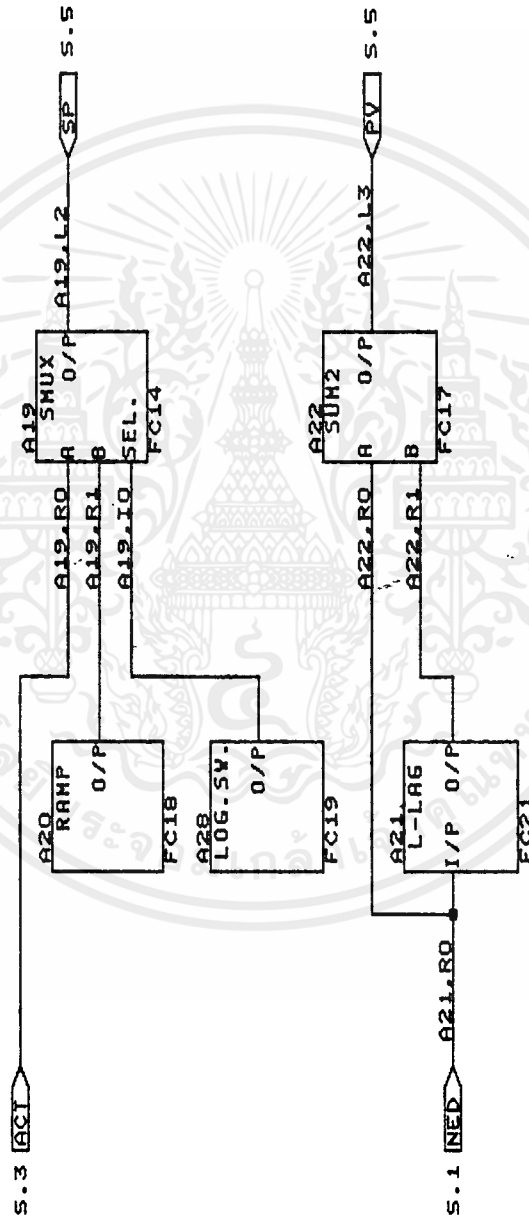 S.3 ACT
A20
RAMP
O/P
FC18
A28
LOG.SW.
O/P
FC19
A19,R0
A19,R1
A19,I0
A19
SMUX
A
O/P
B
SEL.
FC14
A19,L2
SP S.5
S.1 NED
A21,R0
A21
L-LAG
I/P O/P
FC21
A22,R0
A22,R1
A22
SUM2
A
O/P
B
FC17
A22,L3
PV S.5